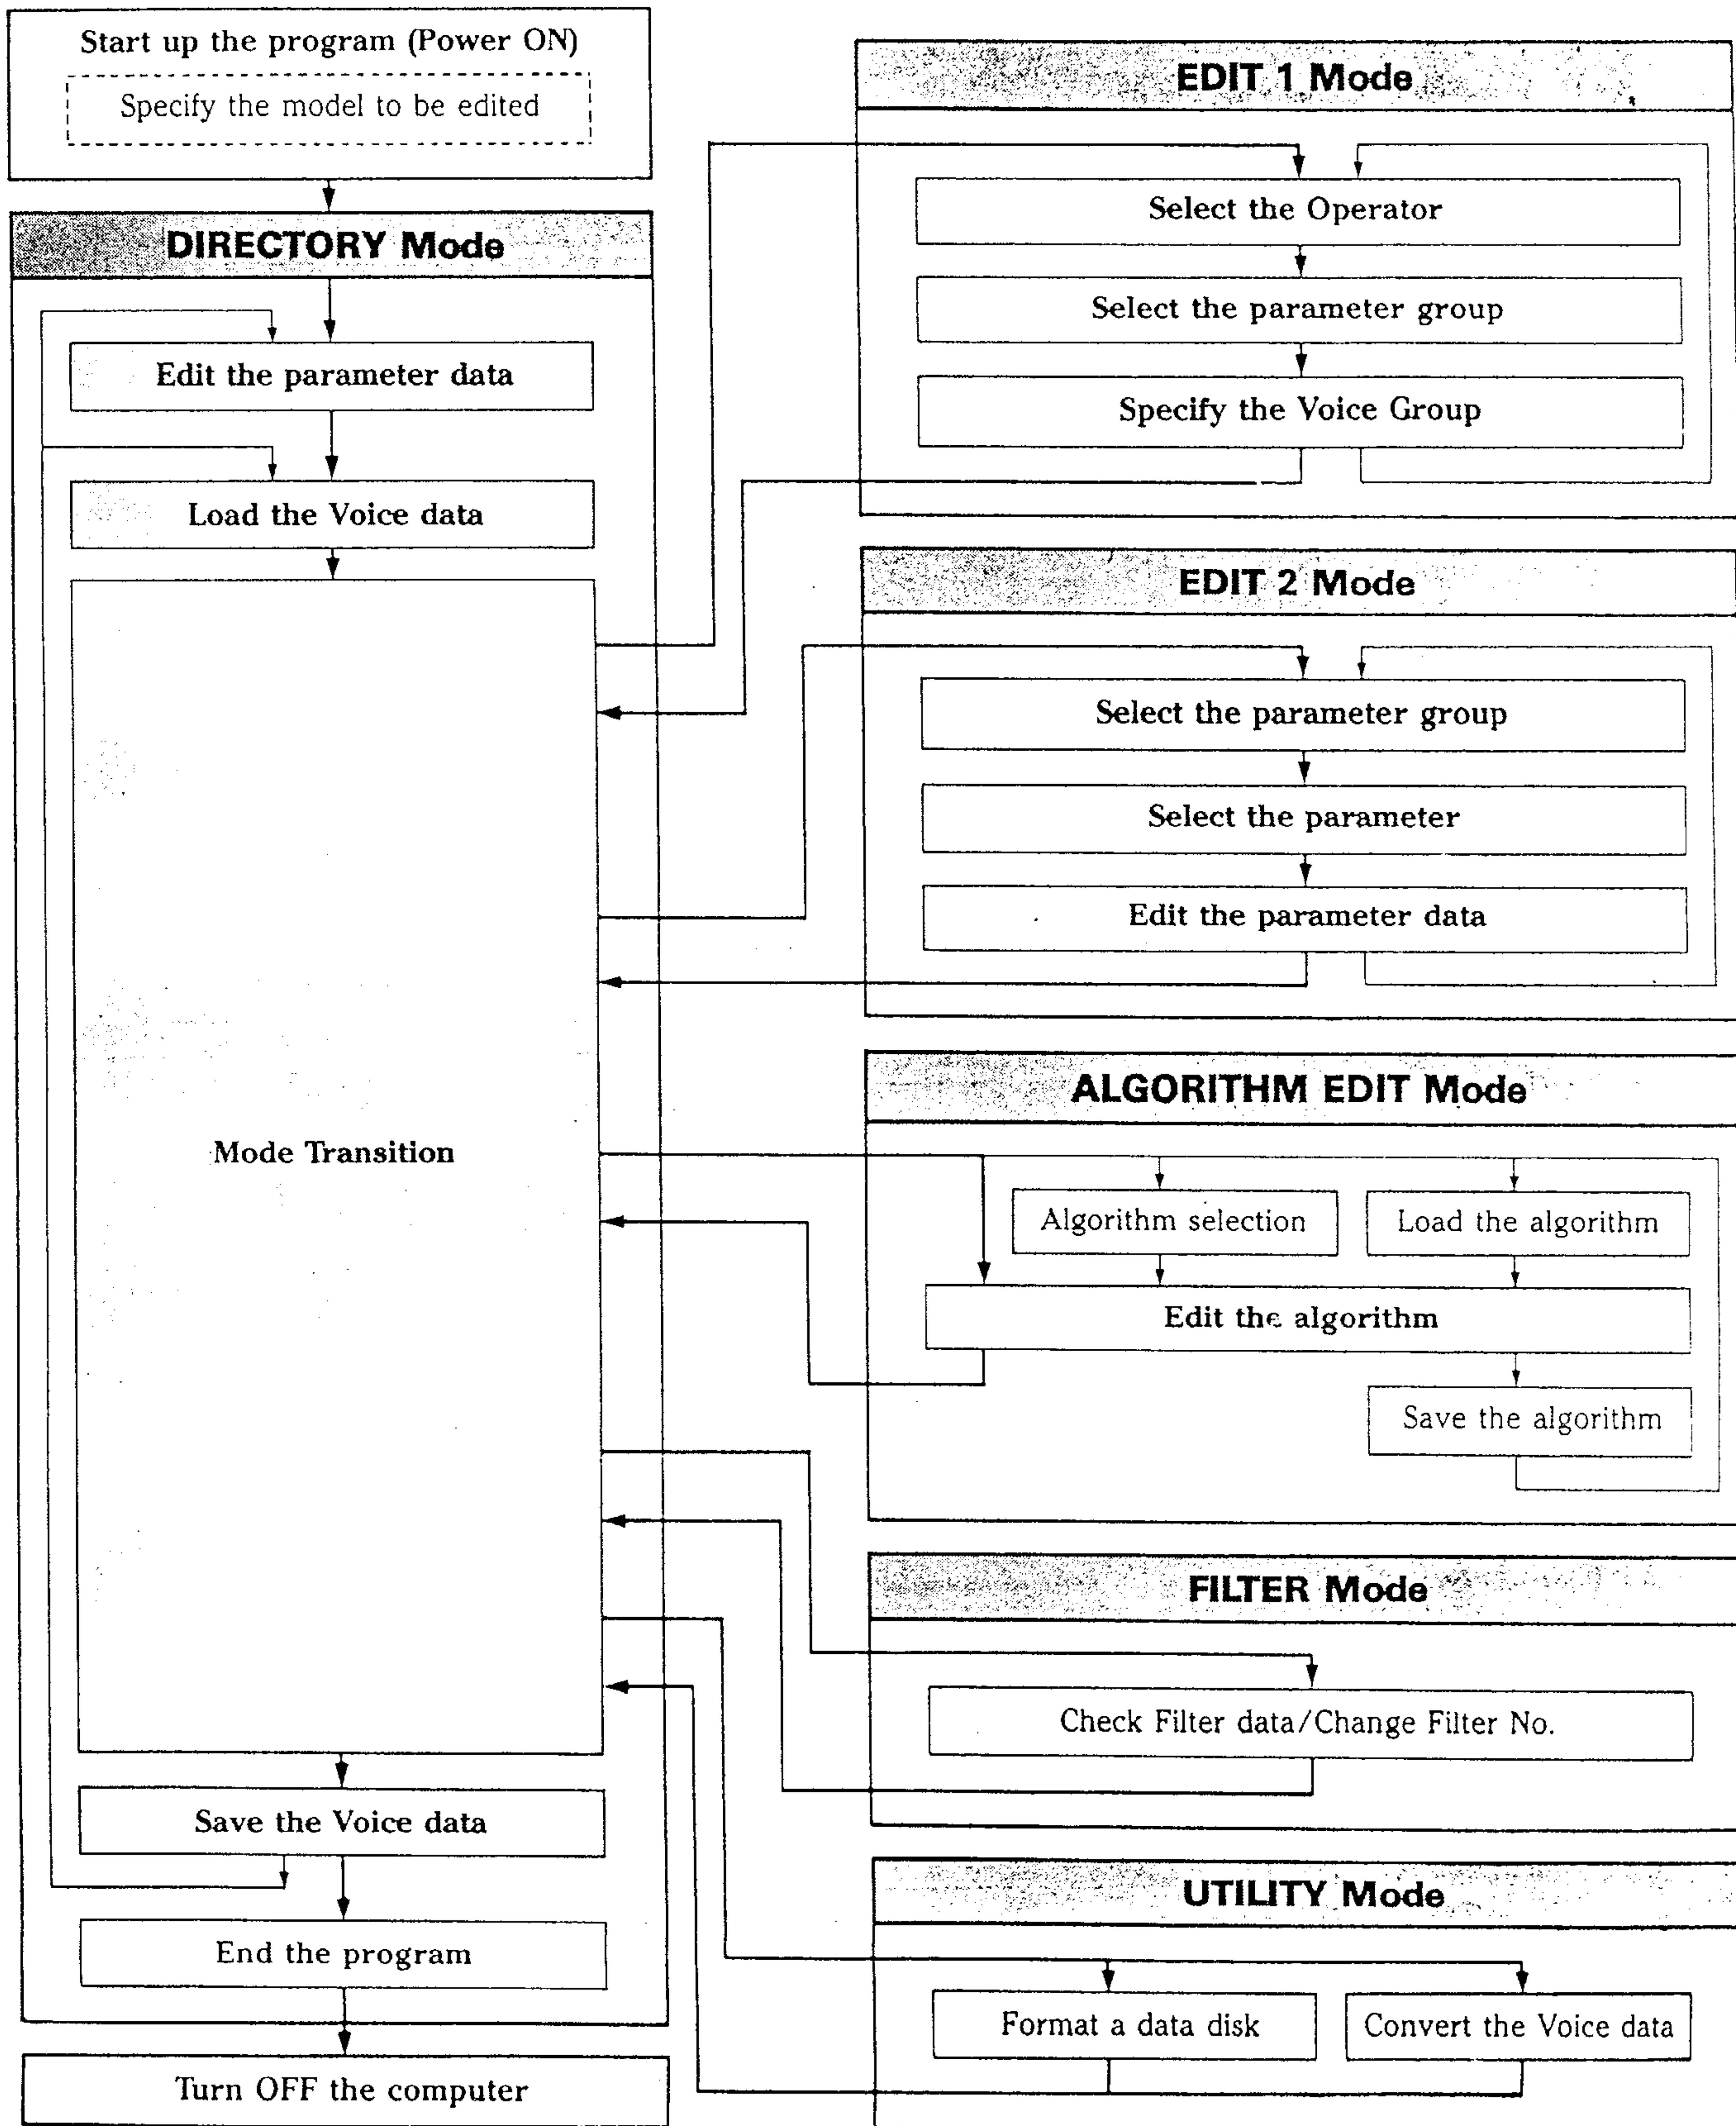 Start up the program (Power ON)
Specify the model to be edited
DIRECTORY Mode
Edit the parameter data
Load the Voice data
Mode Transition
Save the Voice data
End the program
Turn OFF the computer
EDIT 1 Mode
Select the Operator
Select the parameter group
Specify the Voice Group
EDIT 2 Mode
Select the parameter group
Select the parameter
Edit the parameter data
ALGORITHM EDIT Mode
Algorithm selection
Load the algorithm
Edit the algorithm
Save the algorithm
FILTER Mode
Check Filter data/Change Filter No.
UTILITY Mode
Format a data disk
Convert the Voice data